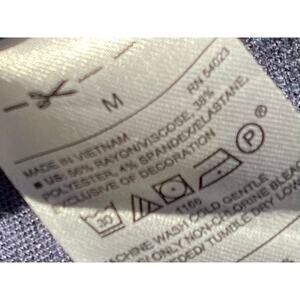 M
RN 54023
MADE IN VIETNAM
■ US: 58% RAYON/VISCOSE, 38%
POLYESTER, 4% SPANDEX/ELASTANE,
EXCLUSIVE OF DECORATION
30
P
MACHINE WASH COLD GENTLE
ONLY NON-CHLORINE BLEA
TUMBLE DRY LOW